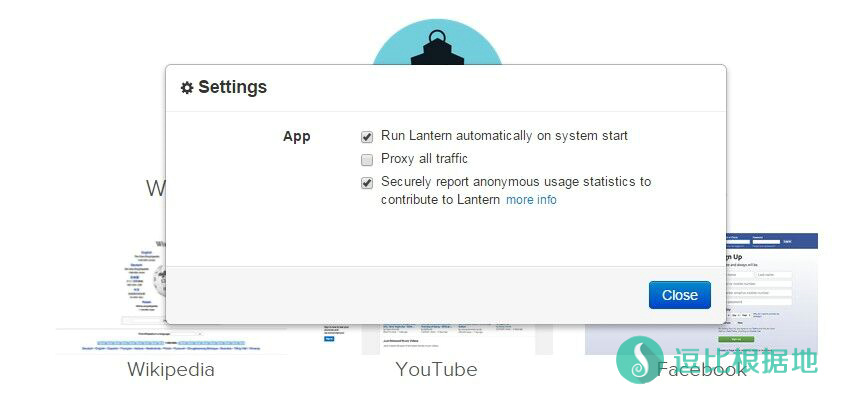 Settings
App
Run Lantern automatically on system start
Proxy all traffic
Securely report anonymous usage statistics to
contribute to Lantern more info
W
Sign Up
Close
Wikipedia
YouTube
Facebook
逗比根据地